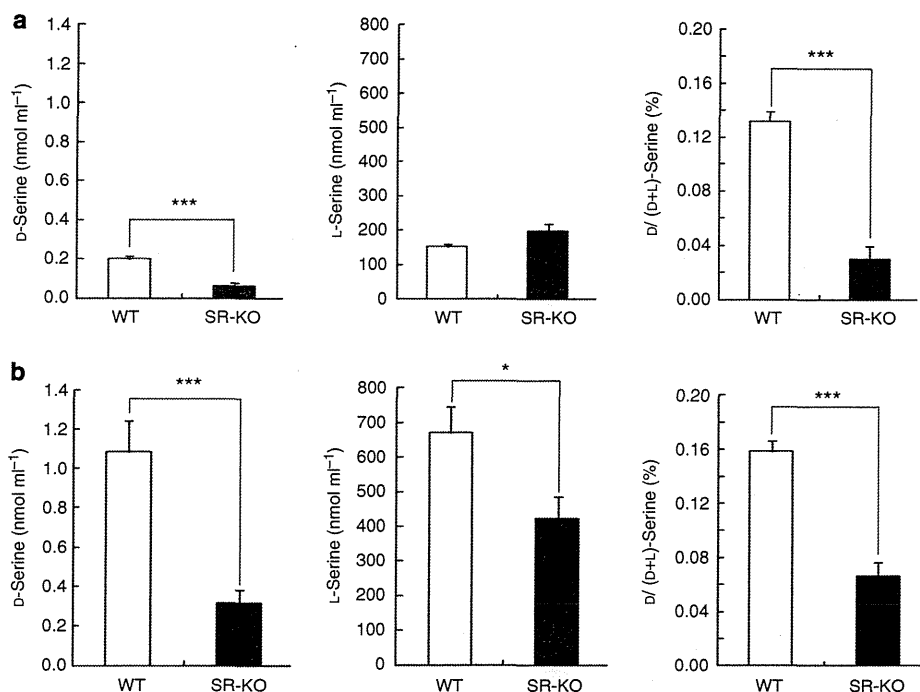 a
D-Serine (nmol ml⁻¹)
1.4
1.2
1.0
0.8
0.6
0.4
0.2
0.0
***
WT
SR-KO
L-Serine (nmol ml⁻¹)
800
700
600
500
400
300
200
100
0
WT
SR-KO
D/ (D+L)-Serine (%)
0.20
0.16
0.12
0.08
0.04
0.00
***
WT
SR-KO
b
D-Serine (nmol ml⁻¹)
1.4
1.2
1.0
0.8
0.6
0.4
0.2
0.0
***
WT
SR-KO
L-Serine (nmol ml⁻¹)
800
700
600
500
400
300
200
100
0
*
WT
SR-KO
D/ (D+L)-Serine (%)
0.20
0.16
0.12
0.08
0.04
0.00
***
WT
SR-KO